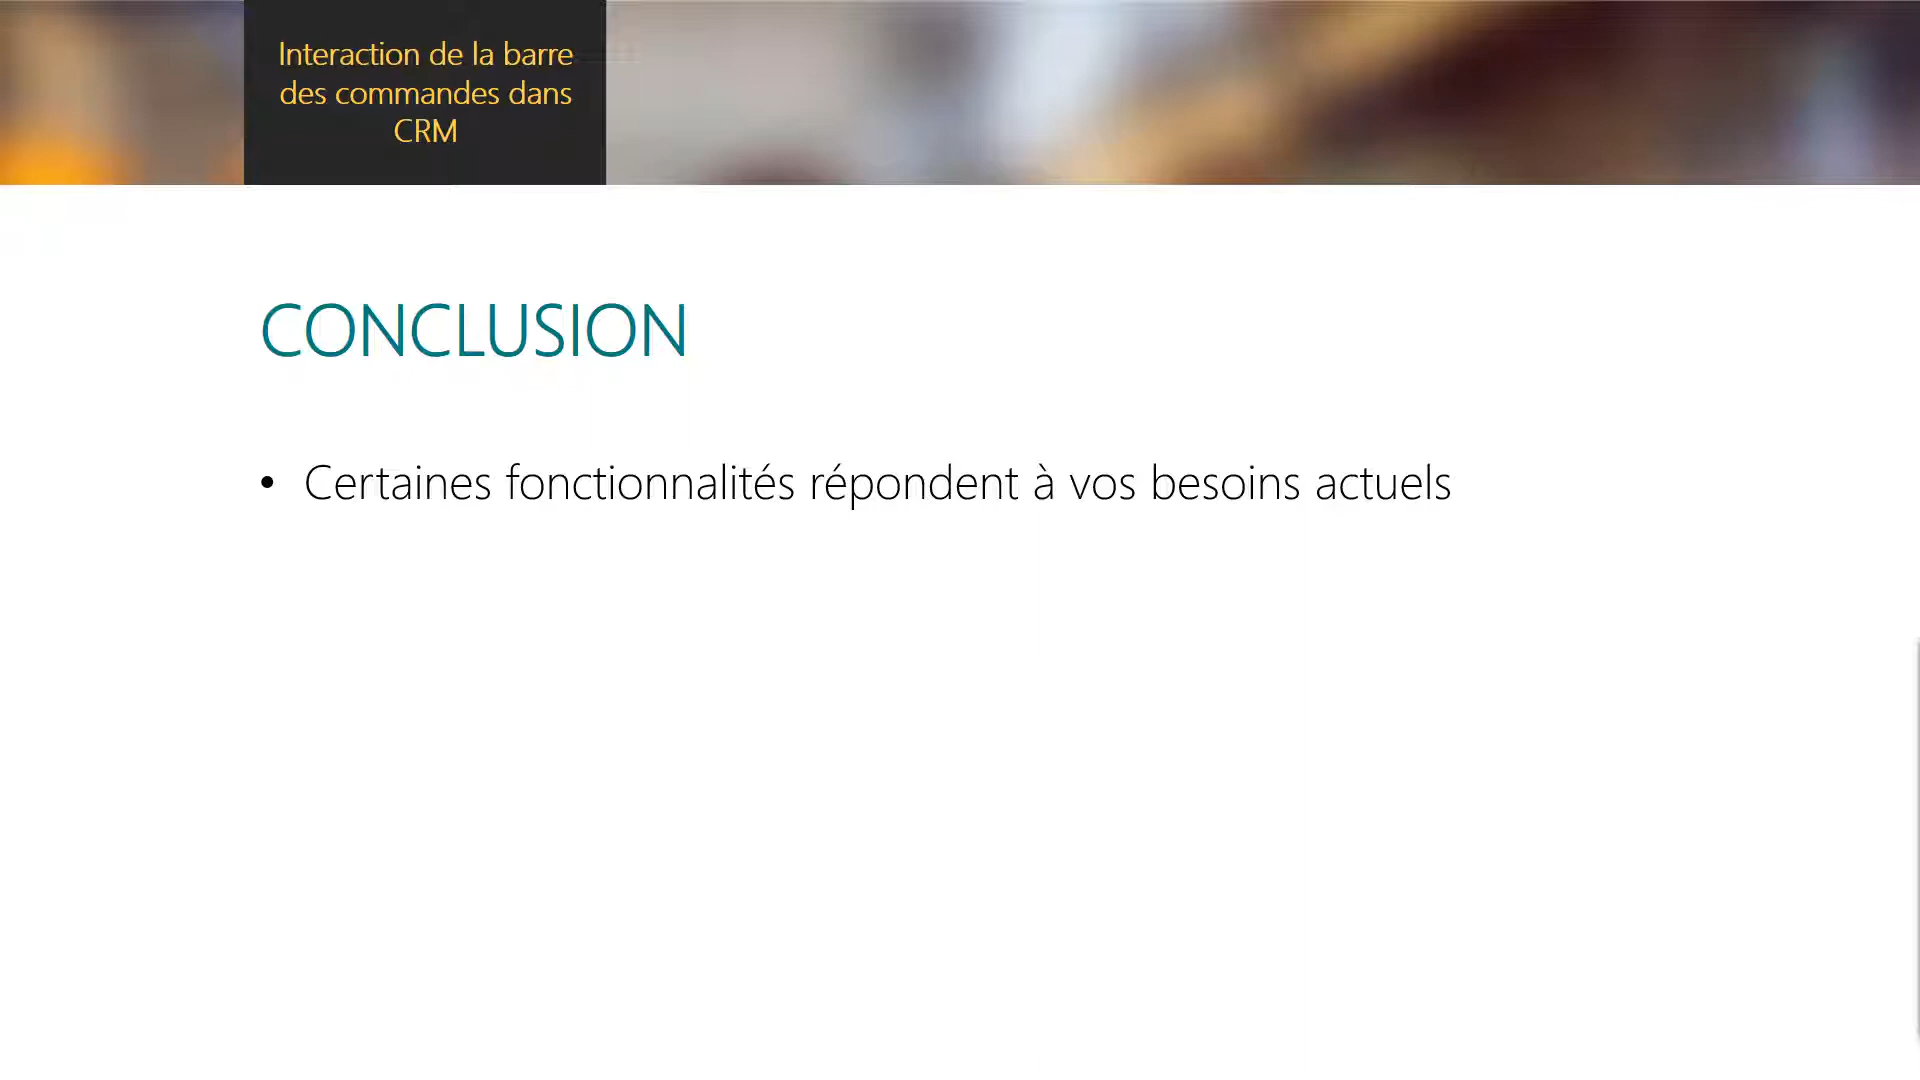 Interaction de la barre
des commandes dans
CRM
CONCLUSION
• Certaines fonctionnalités répondent à vos besoins actuels